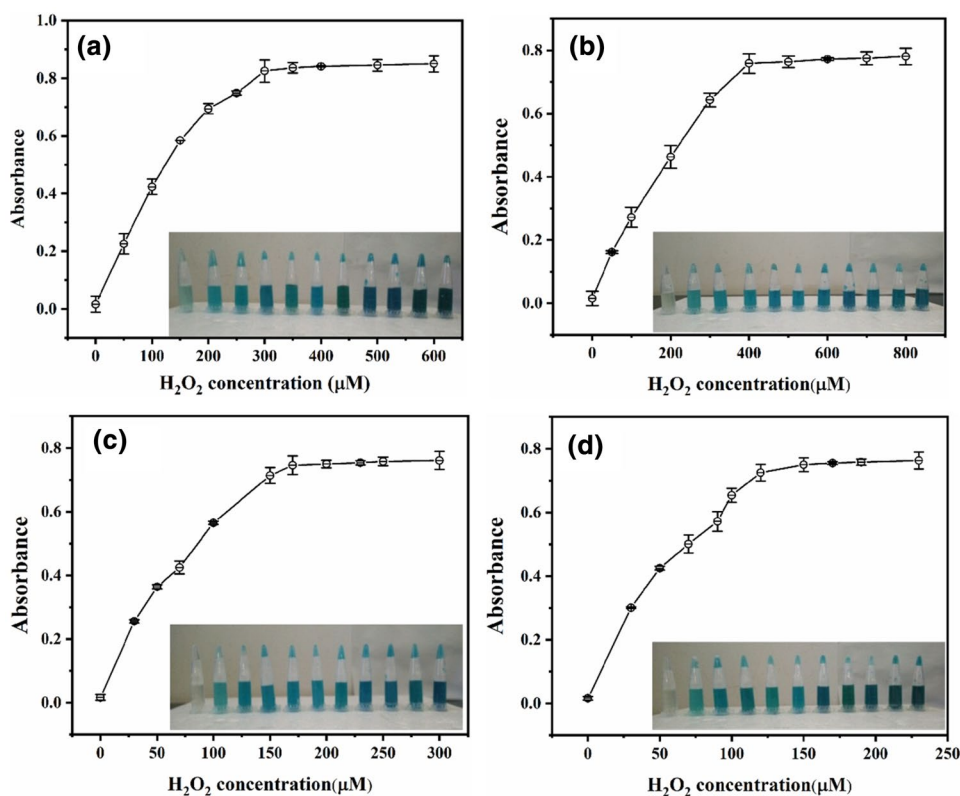 (a)
1.0
0.8
0.6
0.4
0.2
0.0
Absorbance
0 100 200 300 400 500 600
H₂O₂ concentration (μM)
(b)
0.8
0.4
0.0
Absorbance
0 200 400 600 800
H₂O₂ concentration(μM)
(c)
0.8
0.6
0.4
0.2
0.0
Absorbance
0 50 100 150 200 250 300
H₂O₂ concentration(μM)
(d)
0.8
0.6
0.4
0.2
0.0
Absorbance
0 50 100 150 200 250
H₂O₂ concentration(μM)